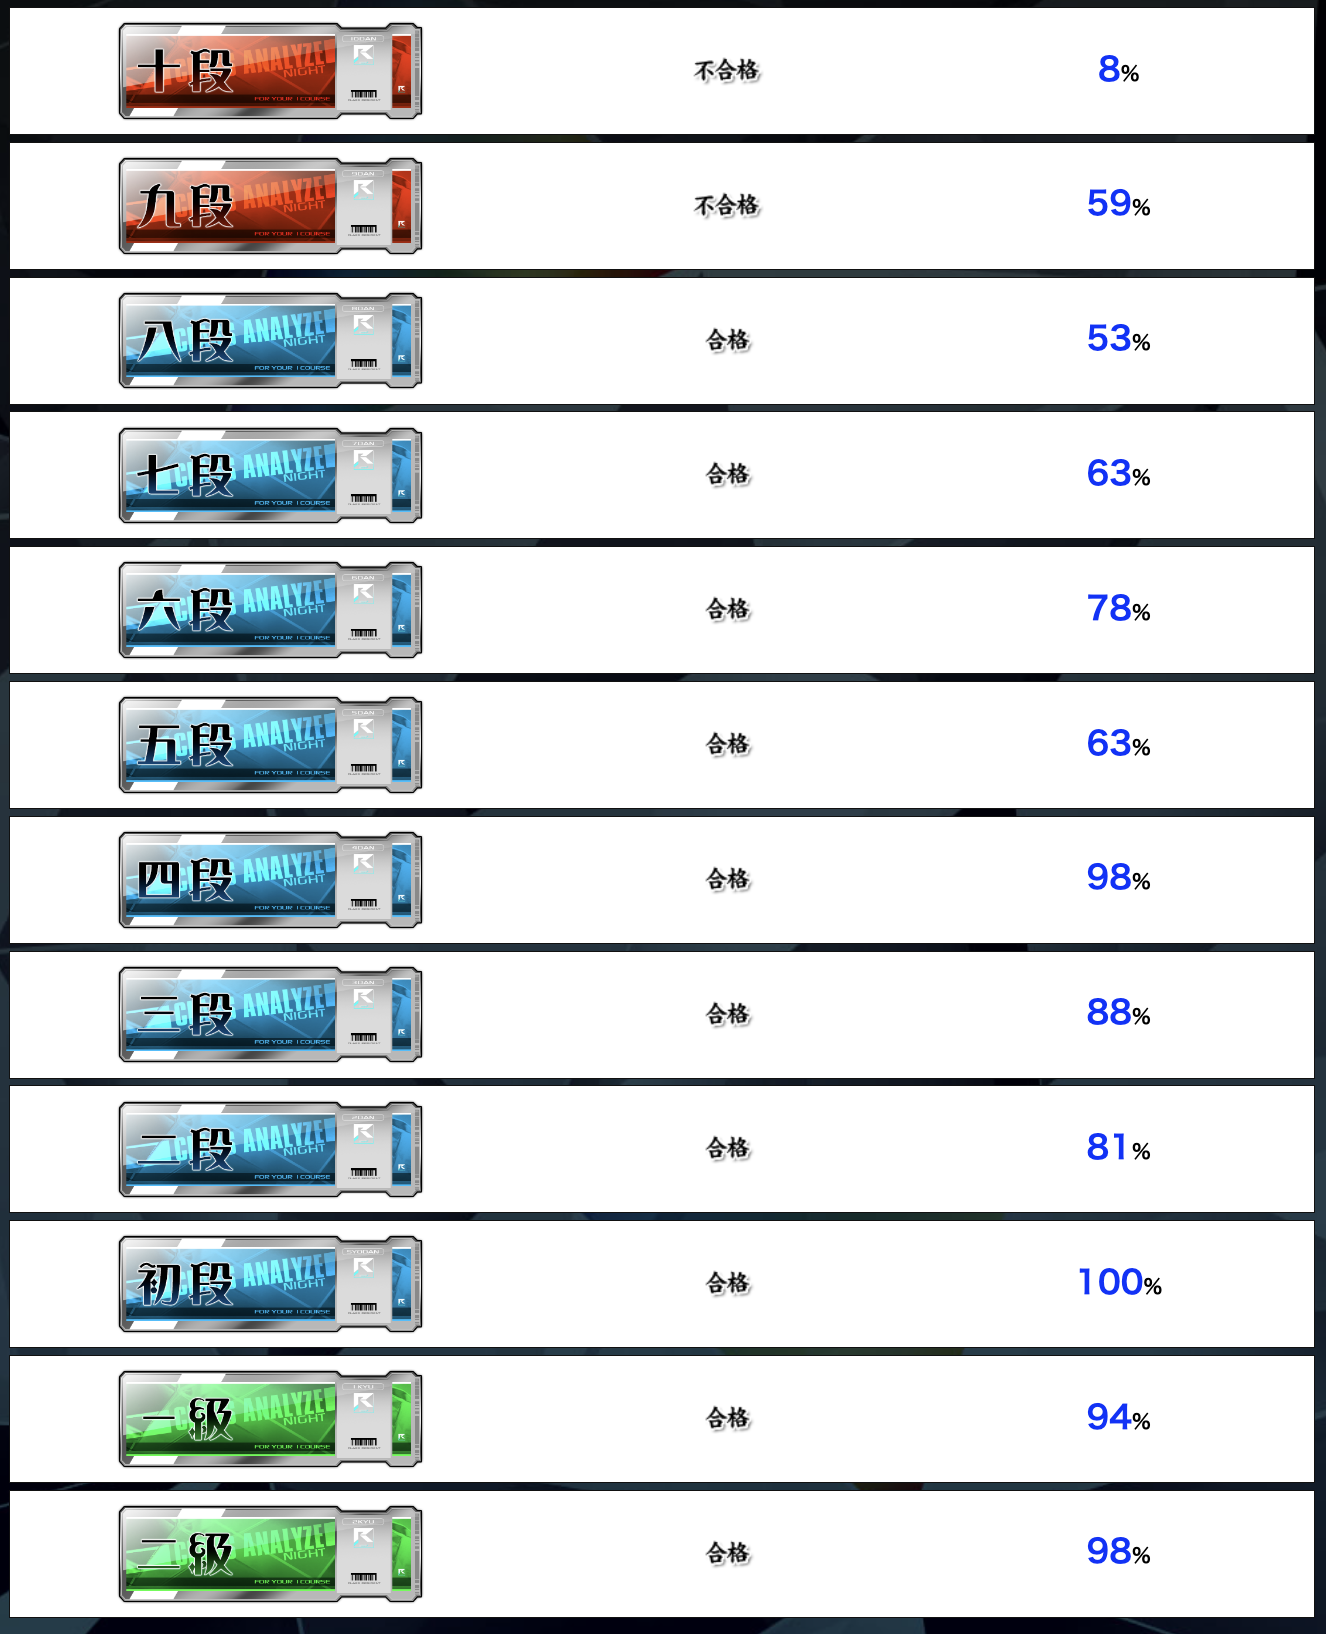 十段 ANALYZE NIGHT FOR YOUR COURSE 10DAN 不合格 8%
九段 ANALYZE NIGHT FOR YOUR COURSE 9DAN 不合格 59%
八段 ANALYZE NIGHT FOR YOUR COURSE 8DAN 合格 53%
七段 ANALYZE NIGHT FOR YOUR COURSE 7DAN 合格 63%
六段 ANALYZE NIGHT FOR YOUR COURSE 6DAN 合格 78%
五段 ANALYZE NIGHT FOR YOUR COURSE 5DAN 合格 63%
四段 ANALYZE NIGHT FOR YOUR COURSE 4DAN 合格 98%
三段 ANALYZE NIGHT FOR YOUR COURSE 3DAN 合格 88%
二段 ANALYZE NIGHT FOR YOUR COURSE 2DAN 合格 81%
初段 ANALYZE NIGHT FOR YOUR COURSE SYODAN 合格 100%
一級 ANALYZE NIGHT FOR YOUR COURSE 1KYU 合格 94%
二級 ANALYZE NIGHT FOR YOUR COURSE 2KYU 合格 98%